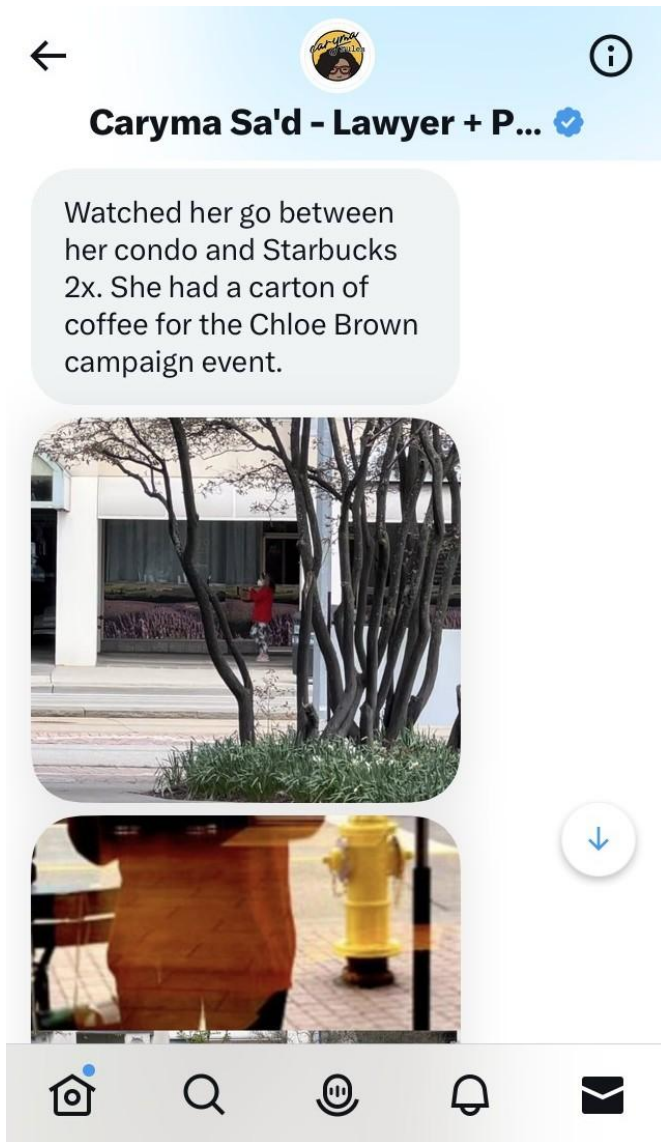 caryma
Caryma Sa'd - Lawyer + P...
Watched her go between
her condo and Starbucks
2x. She had a carton of
coffee for the Chloe Brown
campaign event.